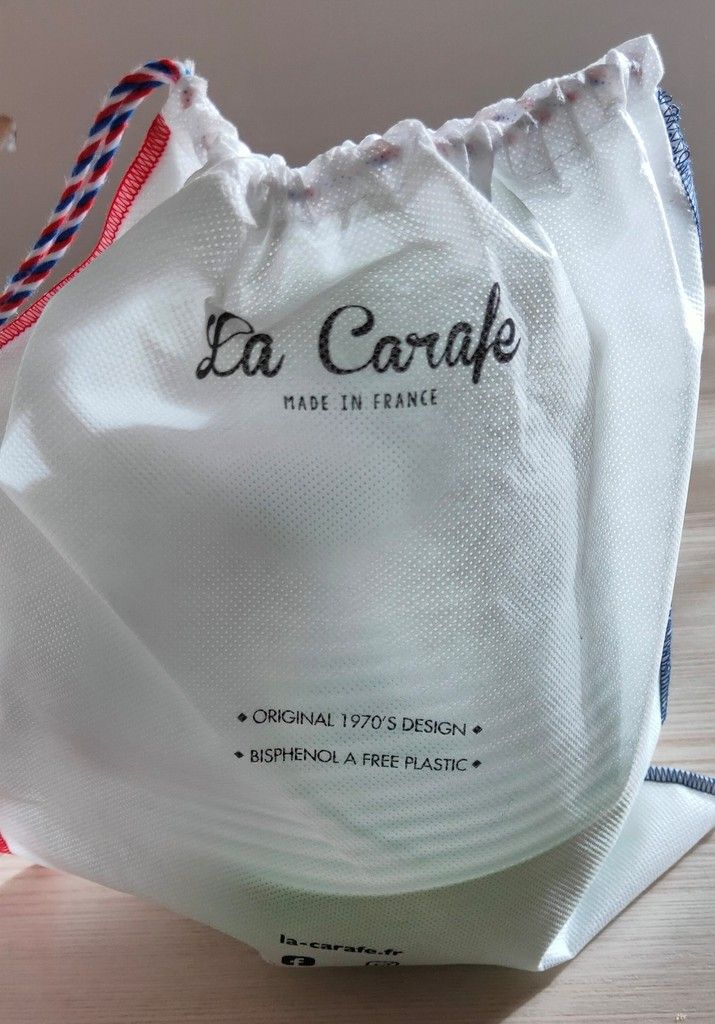 La Carafe
MADE IN FRANCE
◆ ORIGINAL 1970'S DESIGN ◆
◆ BISPHENOL A FREE PLASTIC ◆
la-carafe.fr